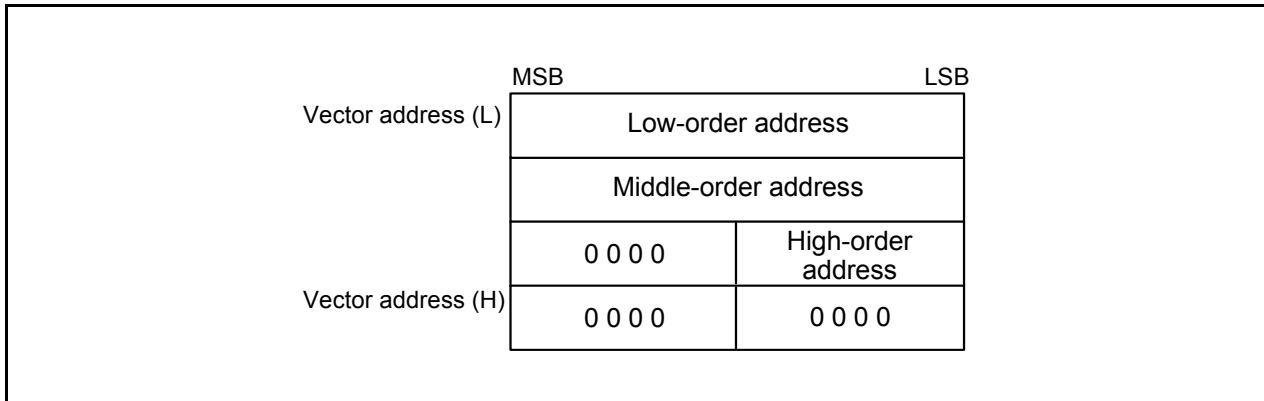 MSB LSB
Vector address (L) Low-order address
Middle-order address
0 0 0 0 High-order
address
Vector address (H) 0 0 0 0 0 0 0 0